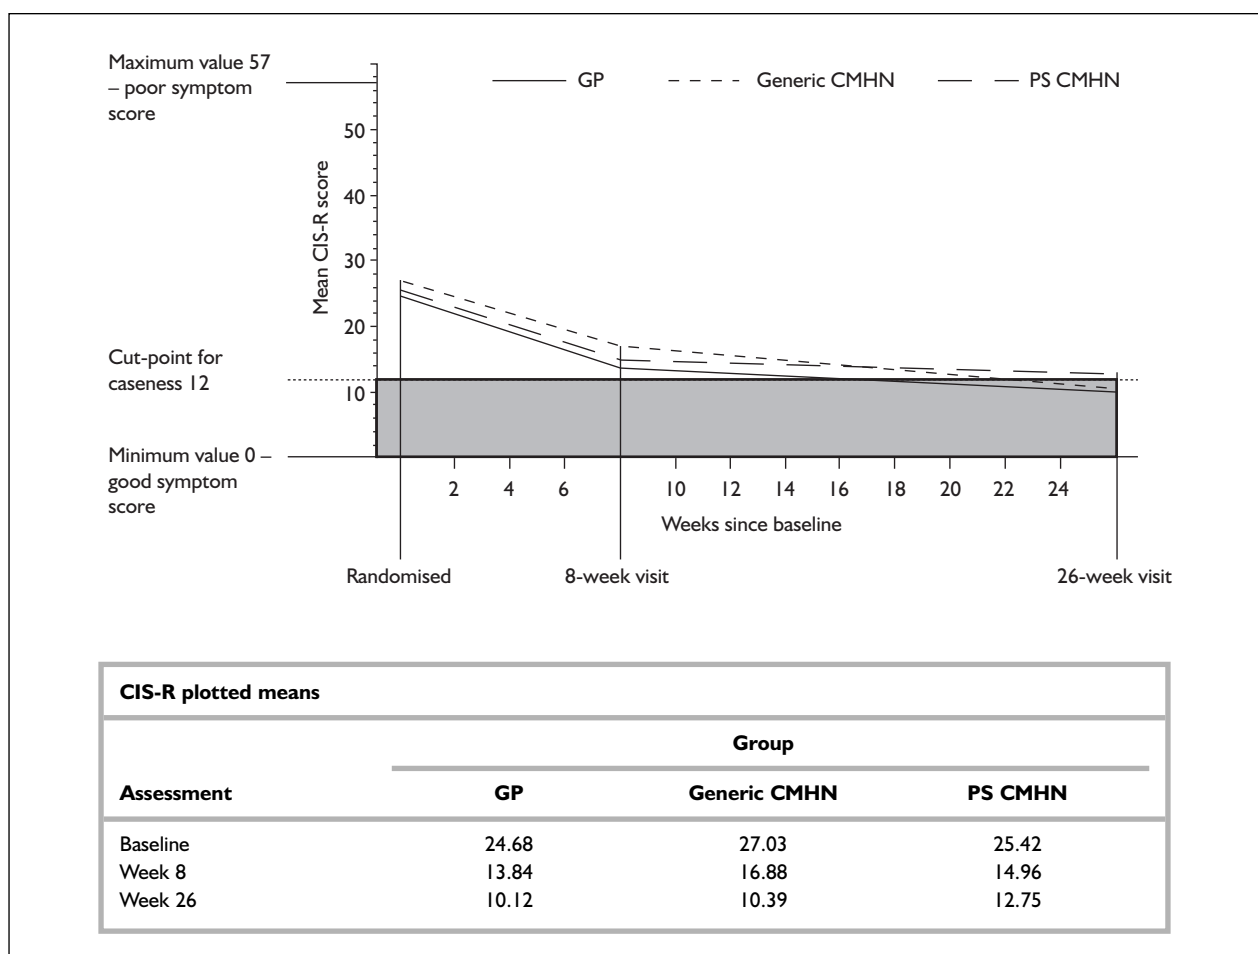 Maximum value 57
– poor symptom
score
GP
Generic CMHN
PS CMHN
Mean CIS-R score
50
40
30
20
10
Cut-point for
caseness 12
Minimum value 0 –
good symptom
score
2 4 6 10 12 14 16 18 20 22 24
Weeks since baseline
Randomised 8-week visit 26-week visit
CIS-R plotted means
Group
Assessment GP Generic CMHN PS CMHN
Baseline 24.68 27.03 25.42
Week 8 13.84 16.88 14.96
Week 26 10.12 10.39 12.75